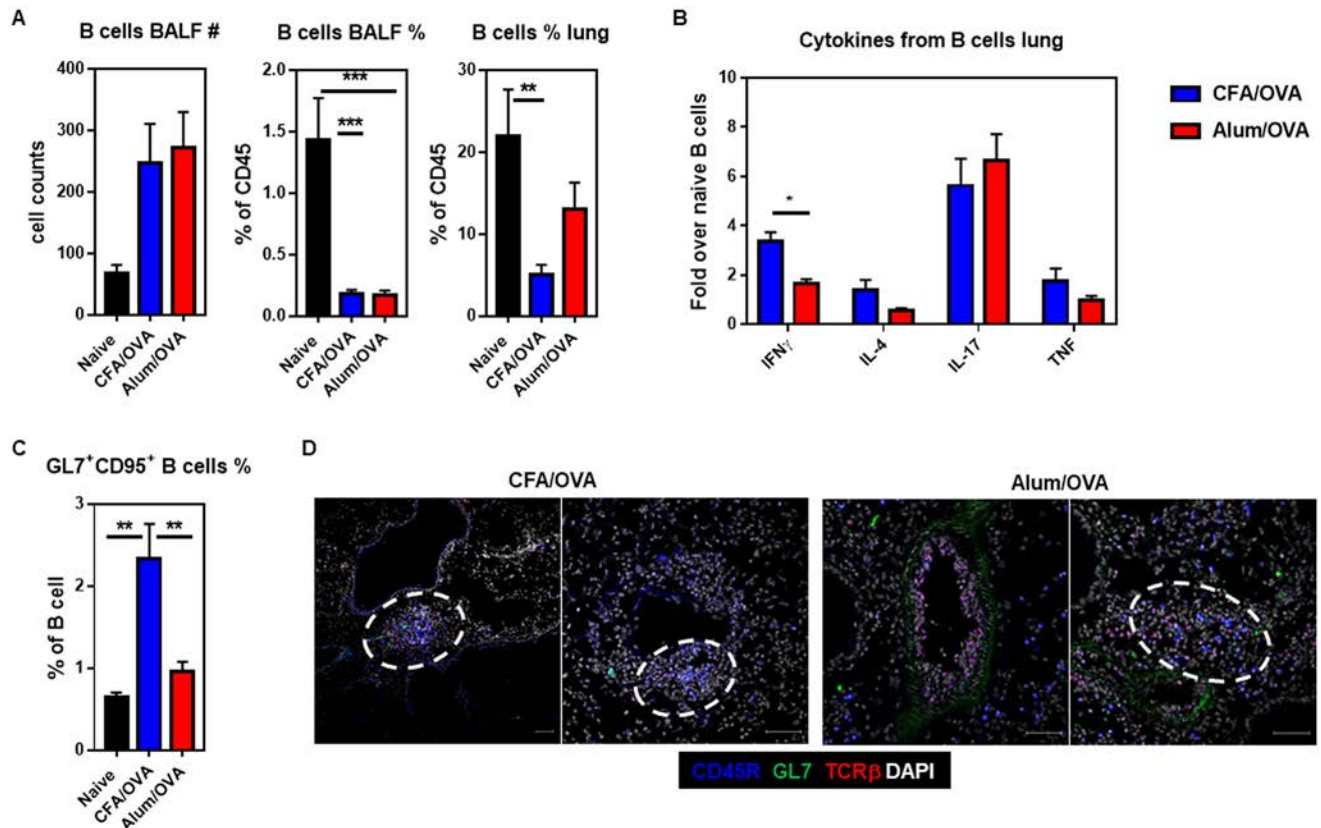 A
B cells BALF #
cell counts
400
300
200
100
0
Naive
CFA/OVA
Alum/OVA
B cells BALF %
% of CD45
2.0
1.5
1.0
0.5
0.0
***
***
Naive
CFA/OVA
Alum/OVA
B cells % lung
% of CD45
30
20
10
0
**
Naive
CFA/OVA
Alum/OVA
B
Cytokines from B cells lung
Fold over naive B cells
10
8
6
4
2
0
*
IFNγ
IL-4
IL-17
TNF
CFA/OVA
Alum/OVA
C
GL7⁺CD95⁺ B cells %
% of B cell
3
2
1
0
** **
Naive
CFA/OVA
Alum/OVA
D
CFA/OVA
Alum/OVA
CD45R GL7 TCRβ DAPI